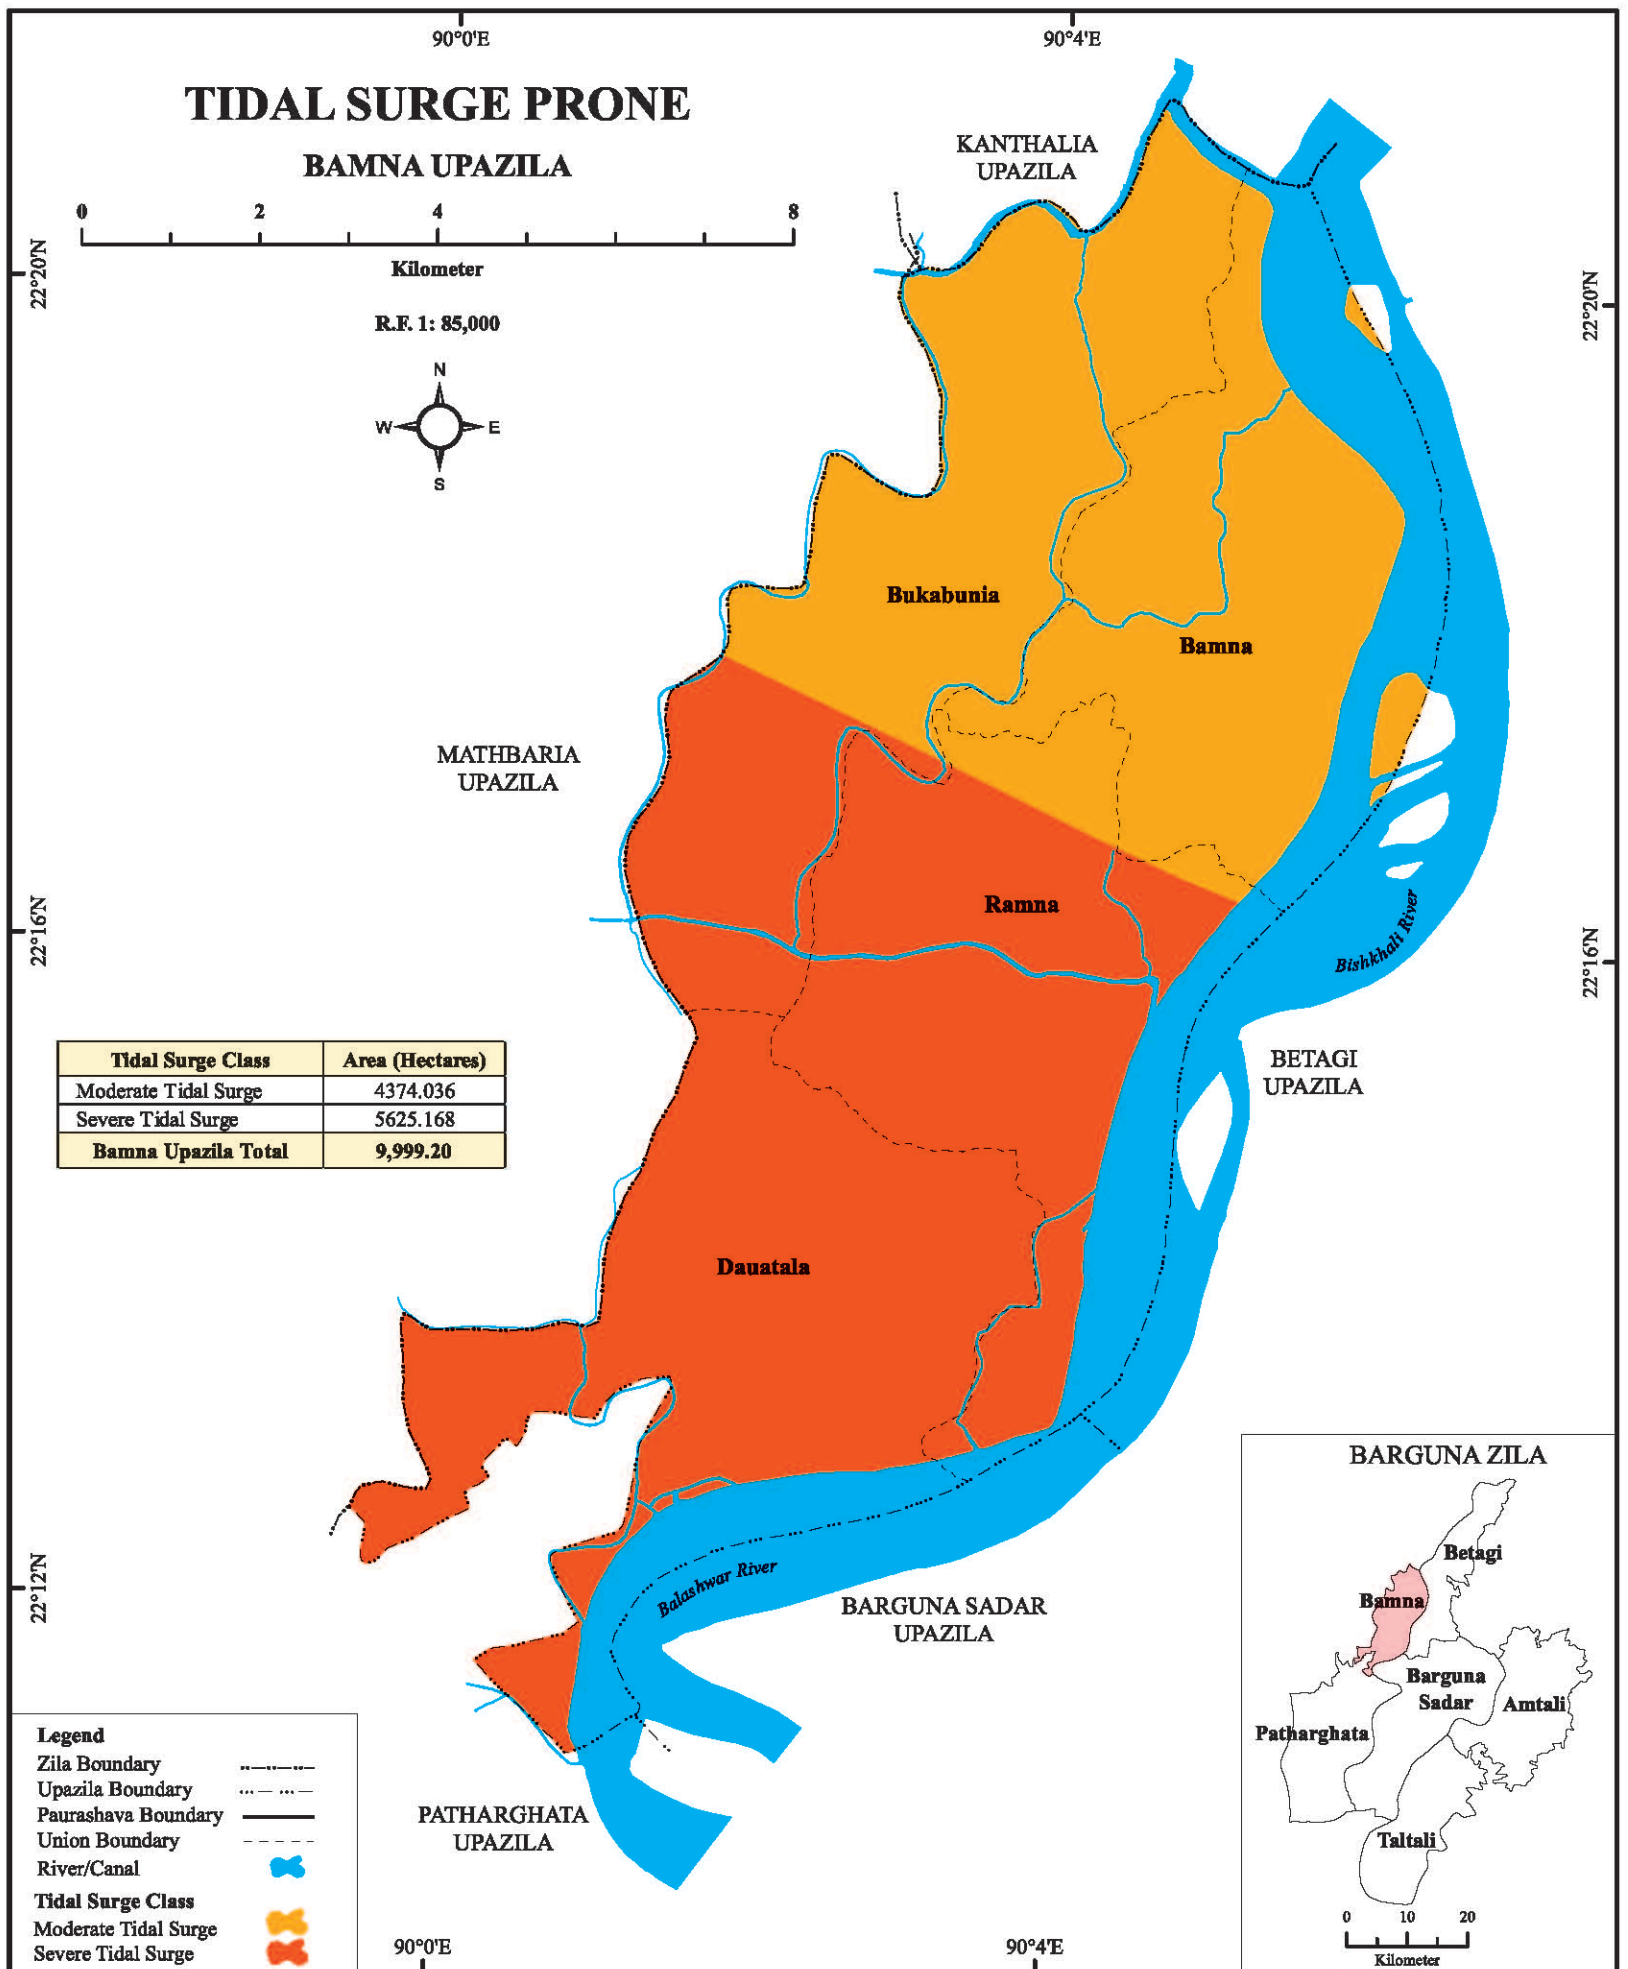 90°0'E
90°4'E
TIDAL SURGE PRONE
BAMNA UPAZILA
0 2 4 8
Kilometer
R.F. 1: 85,000
N
W E
S
22°20'N
22°20'N
KANTHALIA
UPAZILA
Bukabunia
Bamna
MATHBARIA
UPAZILA
Ramna
22°16'N
22°16'N
Bishkhali River
BETAGI
UPAZILA
Tidal Surge Class Area (Hectares)
Moderate Tidal Surge 4374.036
Severe Tidal Surge 5625.168
Bamna Upazila Total 9,999.20
Dauatala
22°12'N
Balashwar River
BARGUNA SADAR
UPAZILA
PATHARGHATA
UPAZILA
Legend
Zila Boundary
Upazila Boundary
Paurashava Boundary
Union Boundary
River/Canal
Tidal Surge Class
Moderate Tidal Surge
Severe Tidal Surge
BARGUNA ZILA
Betagi
Bamna
Barguna
Sadar
Amtali
Patharghata
Taltali
0 10 20
Kilometer
90°0'E
90°4'E